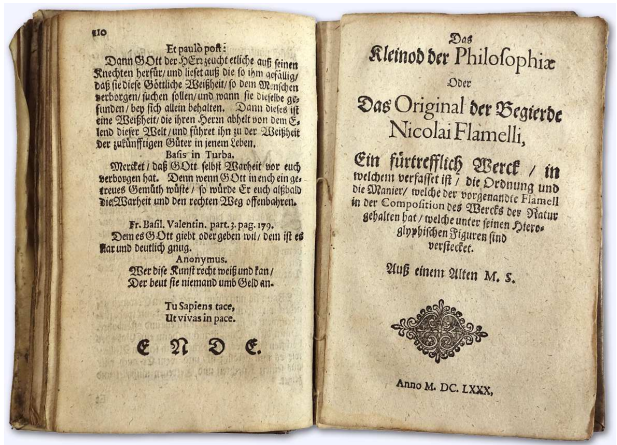 110
Et paulò post:
Dann GOtt der HErz zeucht etliche auß seinen
Knechten herfür/ und liefet auß die so ihm gefällig/
daß sie diese Göttliche Weißheit/ so dem Menschen
verborgen/ suchen sollen/ und wann sie dieselbe ge-
funden/ bey sich allein behalten. Dann dieses ist
eine Weißheit/ die ihren Herrn abhelt von dem E-
lend dieser Welt/ und führet ihn zu der Weißheit
der zukünfftigen Güter in jenem Leben.
Basis in Turba.
Mercket/ daß GOtt selbst Warheit vor euch
verborgen hat. Denn wenn GOtt in euch ein ge-
treues Gemüth wüste/ so würde Er euch alßbald
die Warheit und den rechten Weg offenbahren.
Fr. Basil. Valentin. part. 3. pag. 179.
Dem es GOtt giebt oder geben wil/ dem ist es
klar und deutlich gnug.
Anonymus.
Wer dise Kunst recht weiß und kan/
Der beut sie niemand umb Geld an.
Tu Sapiens tace,
Ut vivas in pace.
E N D E.
Das
Kleinod der Philosophiæ
Oder
Das Original der Begierde
Nicolai Flamelli,
Ein fürtrefflich Werck / in
welchem verfasset ist / die Ordnung und
die Manier/ welche der vorgenandte Flamell
in der Composition des Wercks der Natur
gehalten hat / welche unter seinen Hiero-
glyphischen Figuren sind
verstecket.
Auß einem Alten M. S.
Anno M. DC. LXXX,